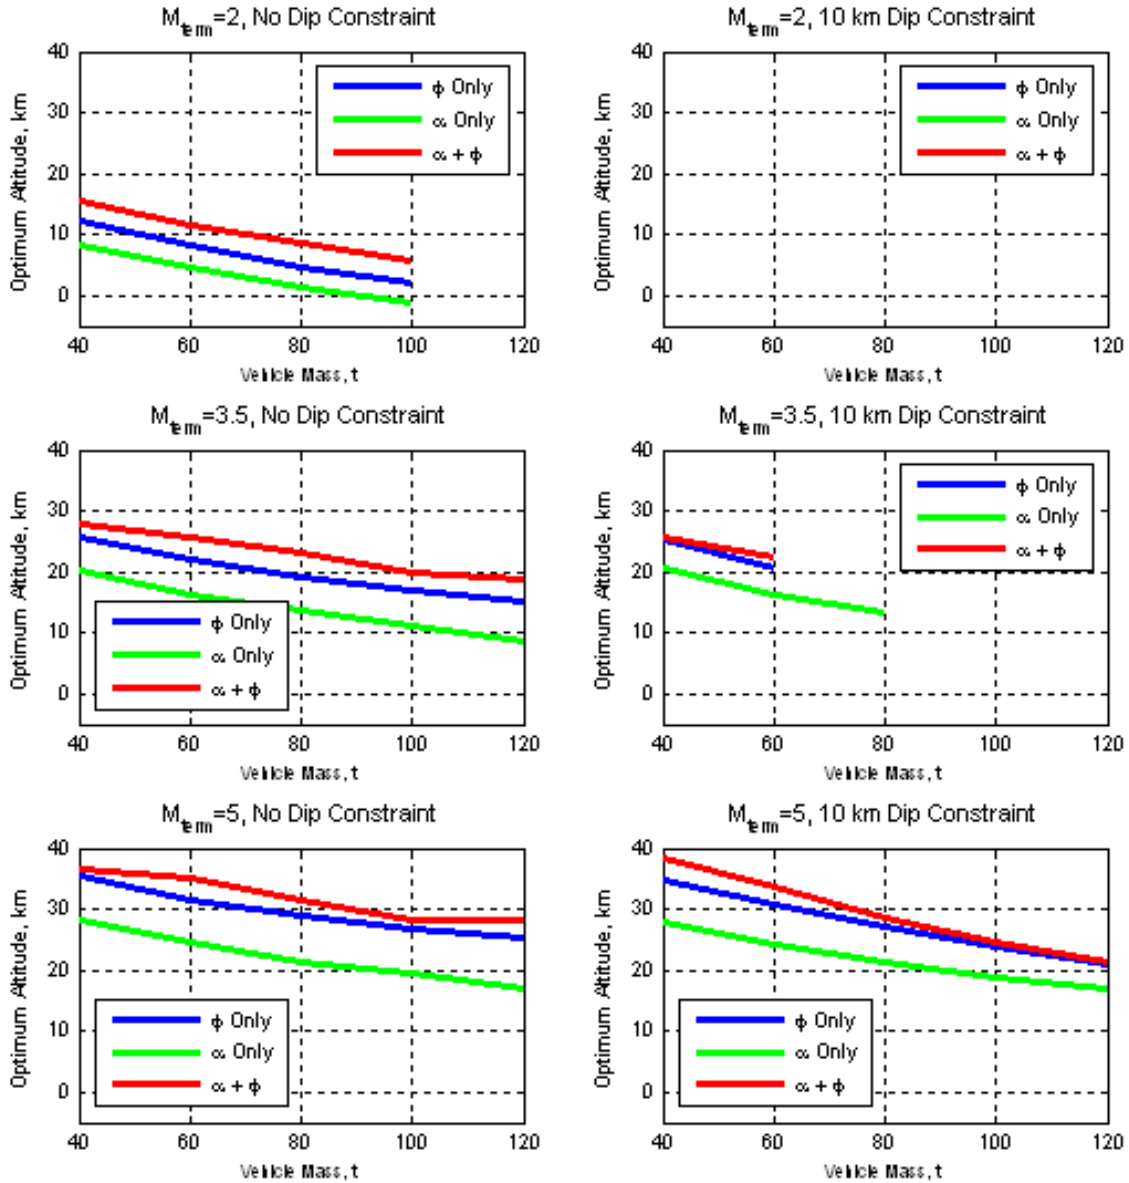 M_term=2, No Dip Constraint
40
30
20
10
0
Optimum Altitude, km
ϕ Only
α Only
α + ϕ
40 60 80 100 120
Vehicle Mass, t
M_term=2, 10 km Dip Constraint
40
30
20
10
0
Optimum Altitude, km
ϕ Only
α Only
α + ϕ
40 60 80 100 120
Vehicle Mass, t
M_term=3.5, No Dip Constraint
40
30
20
10
0
Optimum Altitude, km
ϕ Only
α Only
α + ϕ
40 60 80 100 120
Vehicle Mass, t
M_term=3.5, 10 km Dip Constraint
40
30
20
10
0
Optimum Altitude, km
ϕ Only
α Only
α + ϕ
40 60 80 100 120
Vehicle Mass, t
M_term=5, No Dip Constraint
40
30
20
10
0
Optimum Altitude, km
ϕ Only
α Only
α + ϕ
40 60 80 100 120
Vehicle Mass, t
M_term=5, 10 km Dip Constraint
40
30
20
10
0
Optimum Altitude, km
ϕ Only
α Only
α + ϕ
40 60 80 100 120
Vehicle Mass, t